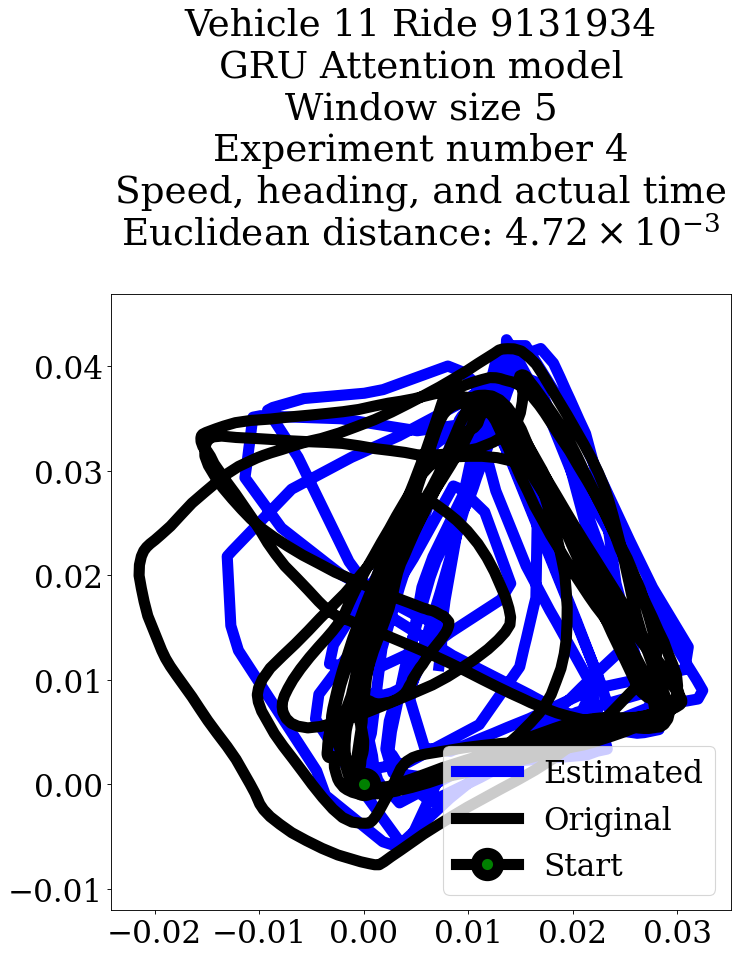 Vehicle 11 Ride 9131934
GRU Attention model
Window size 5
Experiment number 4
Speed, heading, and actual time
Euclidean distance: 4.72 × 10⁻³
0.04
0.03
0.02
0.01
0.00
−0.01
Estimated
Original
Start
−0.02 −0.01 0.00 0.01 0.02 0.03